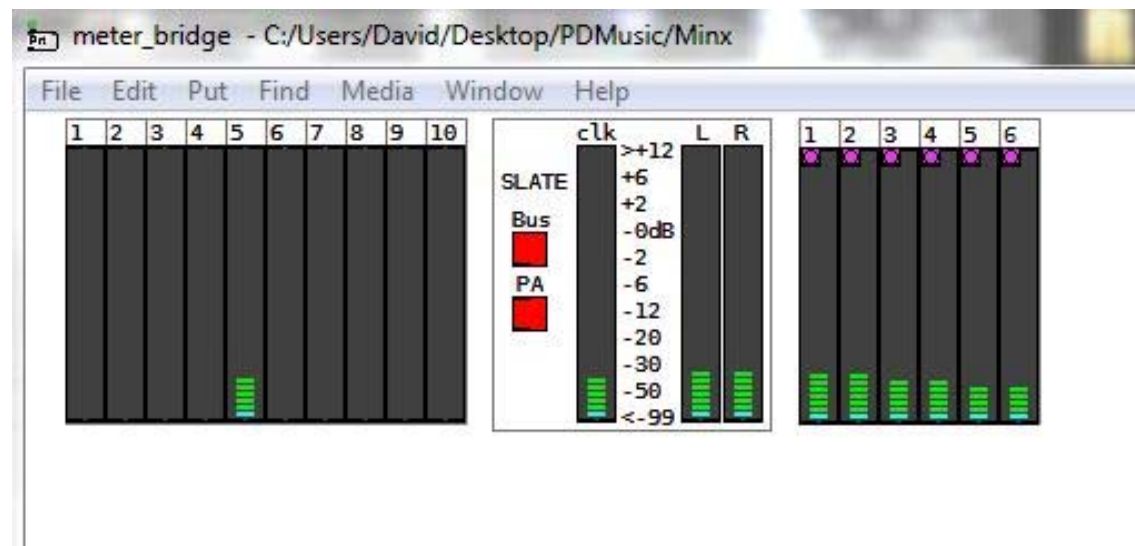 meter_bridge - C:/Users/David/Desktop/PDMusic/Minx
File Edit Put Find Media Window Help
1 2 3 4 5 6 7 8 9 10
clk L R
>+12
+6
+2
-0dB
-2
-6
-12
-20
-30
-50
<-99
SLATE
Bus
PA
1 2 3 4 5 6